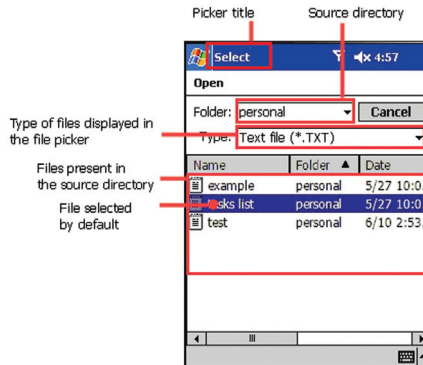 Picker title
Source directory
Select
4:57
Open
Folder: personal
Cancel
Type of files displayed in
the file picker
Type: Text file (*.TXT)
Files present in
the source directory
Name Folder ▲ Date
example personal 5/27 10:0
File selected
by default
tasks list personal 5/27 10:0
test personal 6/10 2:53